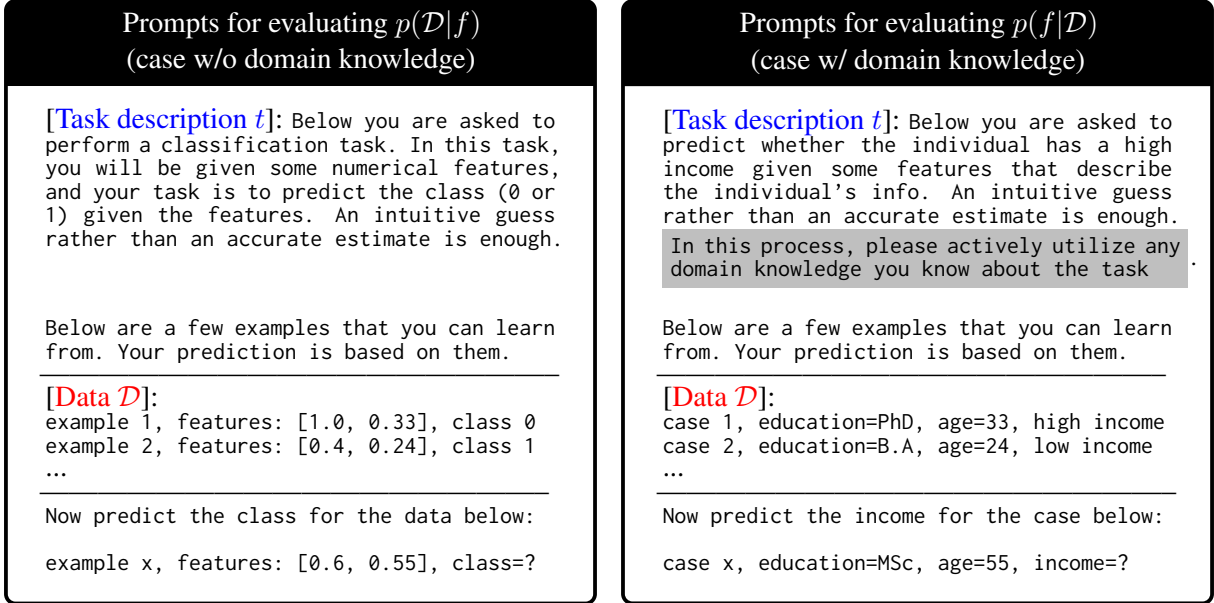 Prompts for evaluating p(𝒟|f)
(case w/o domain knowledge)
[Task description t]: Below you are asked to
perform a classification task. In this task,
you will be given some numerical features,
and your task is to predict the class (0 or
1) given the features. An intuitive guess
rather than an accurate estimate is enough.
Below are a few examples that you can learn
from. Your prediction is based on them.
[Data 𝒟]:
example 1, features: [1.0, 0.33], class 0
example 2, features: [0.4, 0.24], class 1
...
Now predict the class for the data below:
example x, features: [0.6, 0.55], class=?
Prompts for evaluating p(f|𝒟)
(case w/ domain knowledge)
[Task description t]: Below you are asked to
predict whether the individual has a high
income given some features that describe
the individual's info. An intuitive guess
rather than an accurate estimate is enough.
In this process, please actively utilize any
domain knowledge you know about the task.
Below are a few examples that you can learn
from. Your prediction is based on them.
[Data 𝒟]:
case 1, education=PhD, age=33, high income
case 2, education=B.A, age=24, low income
...
Now predict the income for the case below:
case x, education=MSc, age=55, income=?